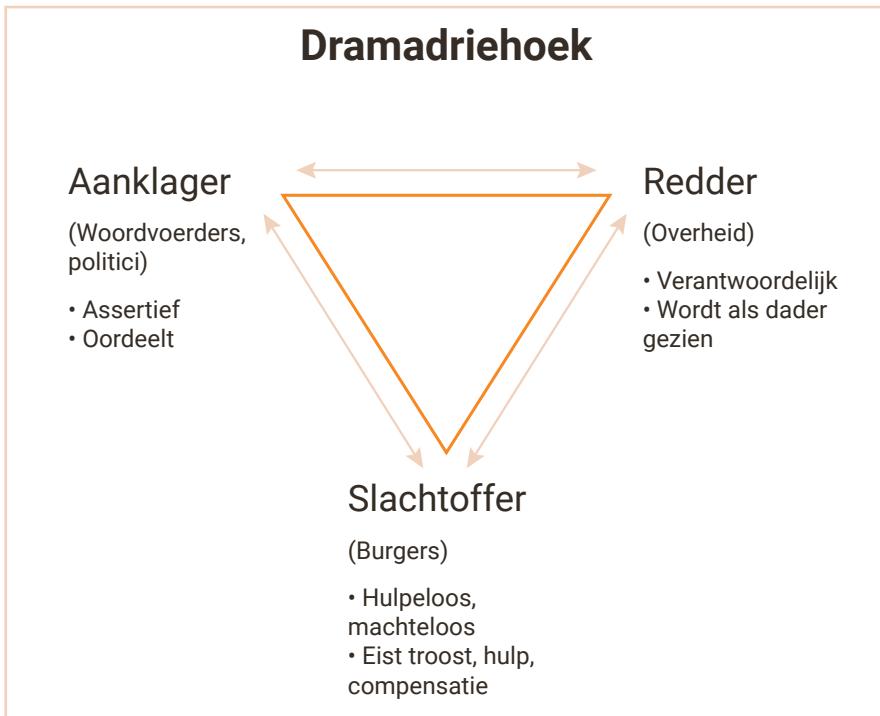 Dramadriehoek
Aanklager
(Woordvoerders,
politici)
• Assertief
• Oordeelt
Redder
(Overheid)
• Verantwoordelijk
• Wordt als dader
gezien
Slachtoffer
(Burgers)
• Hulpeloos,
machteloos
• Eist troost, hulp,
compensatie